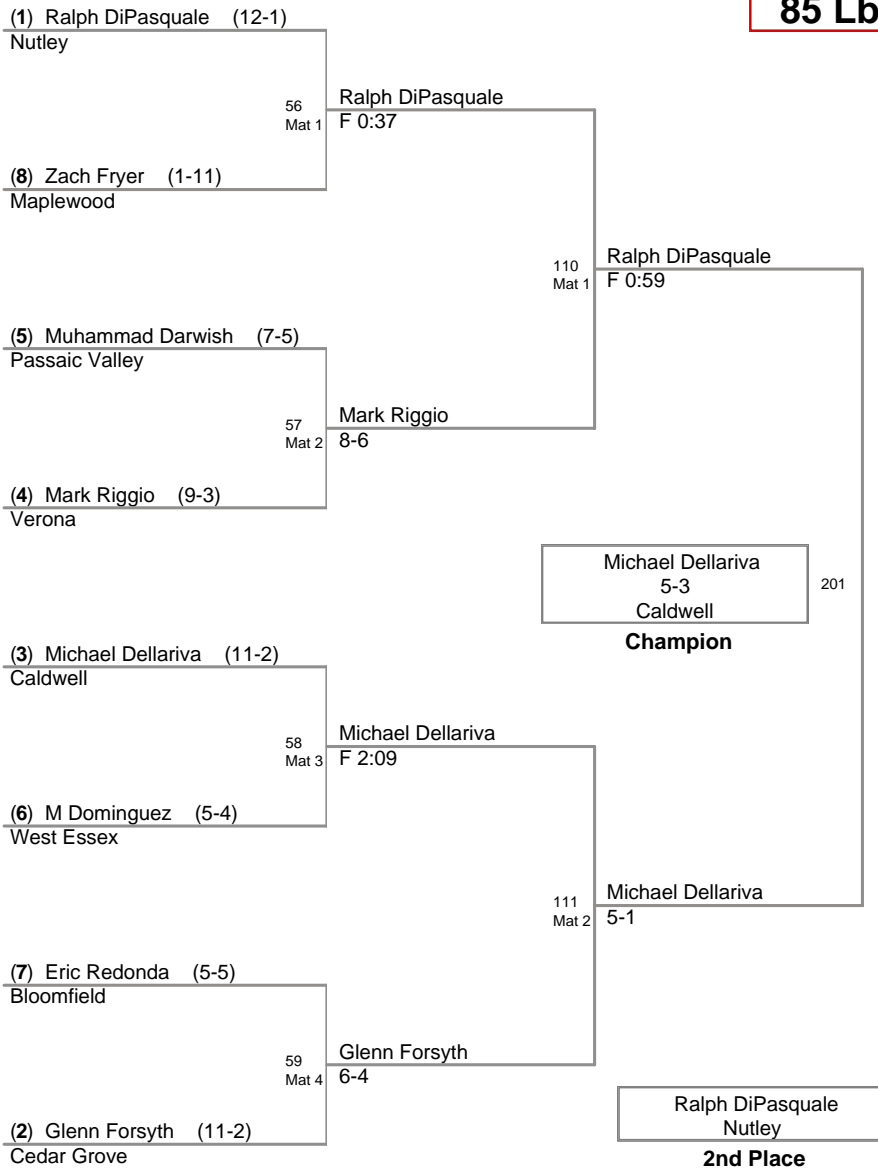 85 Lb
(1) Ralph DiPasquale (12-1)
Nutley
56
Mat 1
Ralph DiPasquale
F 0:37
(8) Zach Fryer (1-11)
Maplewood
110
Mat 1
Ralph DiPasquale
F 0:59
(5) Muhammad Darwish (7-5)
Passaic Valley
57
Mat 2
Mark Riggio
8-6
(4) Mark Riggio (9-3)
Verona
Michael Dellariva
5-3
Caldwell
201
Champion
(3) Michael Dellariva (11-2)
Caldwell
58
Mat 3
Michael Dellariva
F 2:09
(6) M Dominguez (5-4)
West Essex
111
Mat 2
Michael Dellariva
5-1
(7) Eric Redonda (5-5)
Bloomfield
59
Mat 4
Glenn Forsyth
6-4
(2) Glenn Forsyth (11-2)
Cedar Grove
Ralph DiPasquale
Nutley
2nd Place